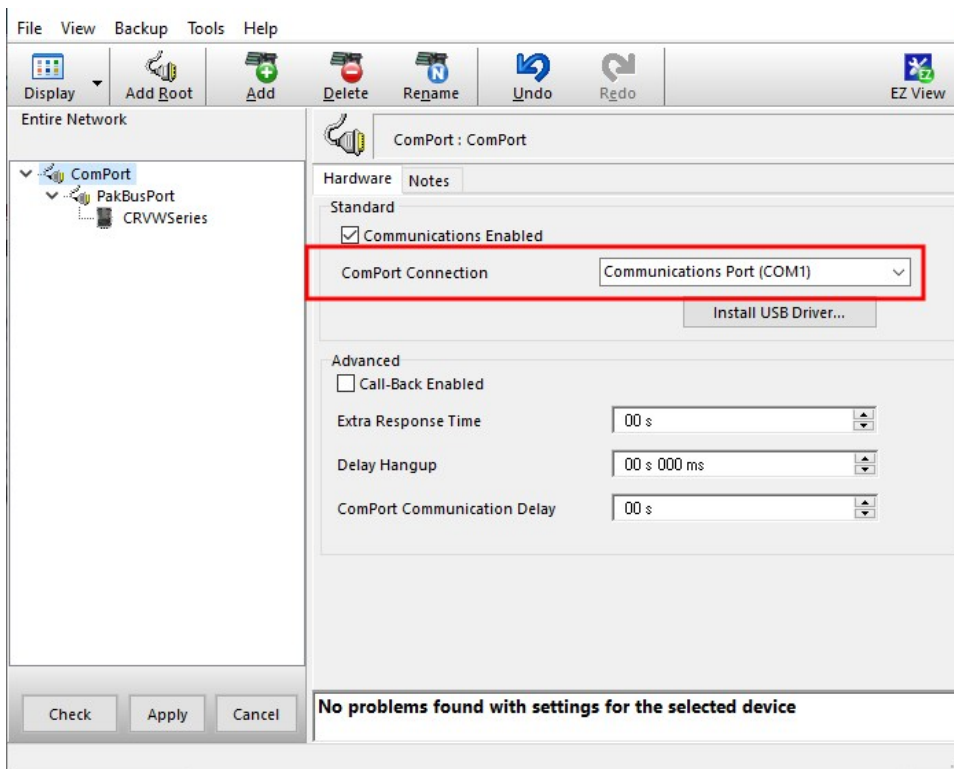 File View Backup Tools Help
Display Add Root Add Delete Rename Undo Redo EZ View
Entire Network
ComPort
PakBusPort
CRVWSeries
ComPort : ComPort
Hardware Notes
Standard
Communications Enabled
ComPort Connection Communications Port (COM1)
Install USB Driver...
Advanced
Call-Back Enabled
Extra Response Time 00 s
Delay Hangup 00 s 000 ms
ComPort Communication Delay 00 s
Check Apply Cancel
No problems found with settings for the selected device